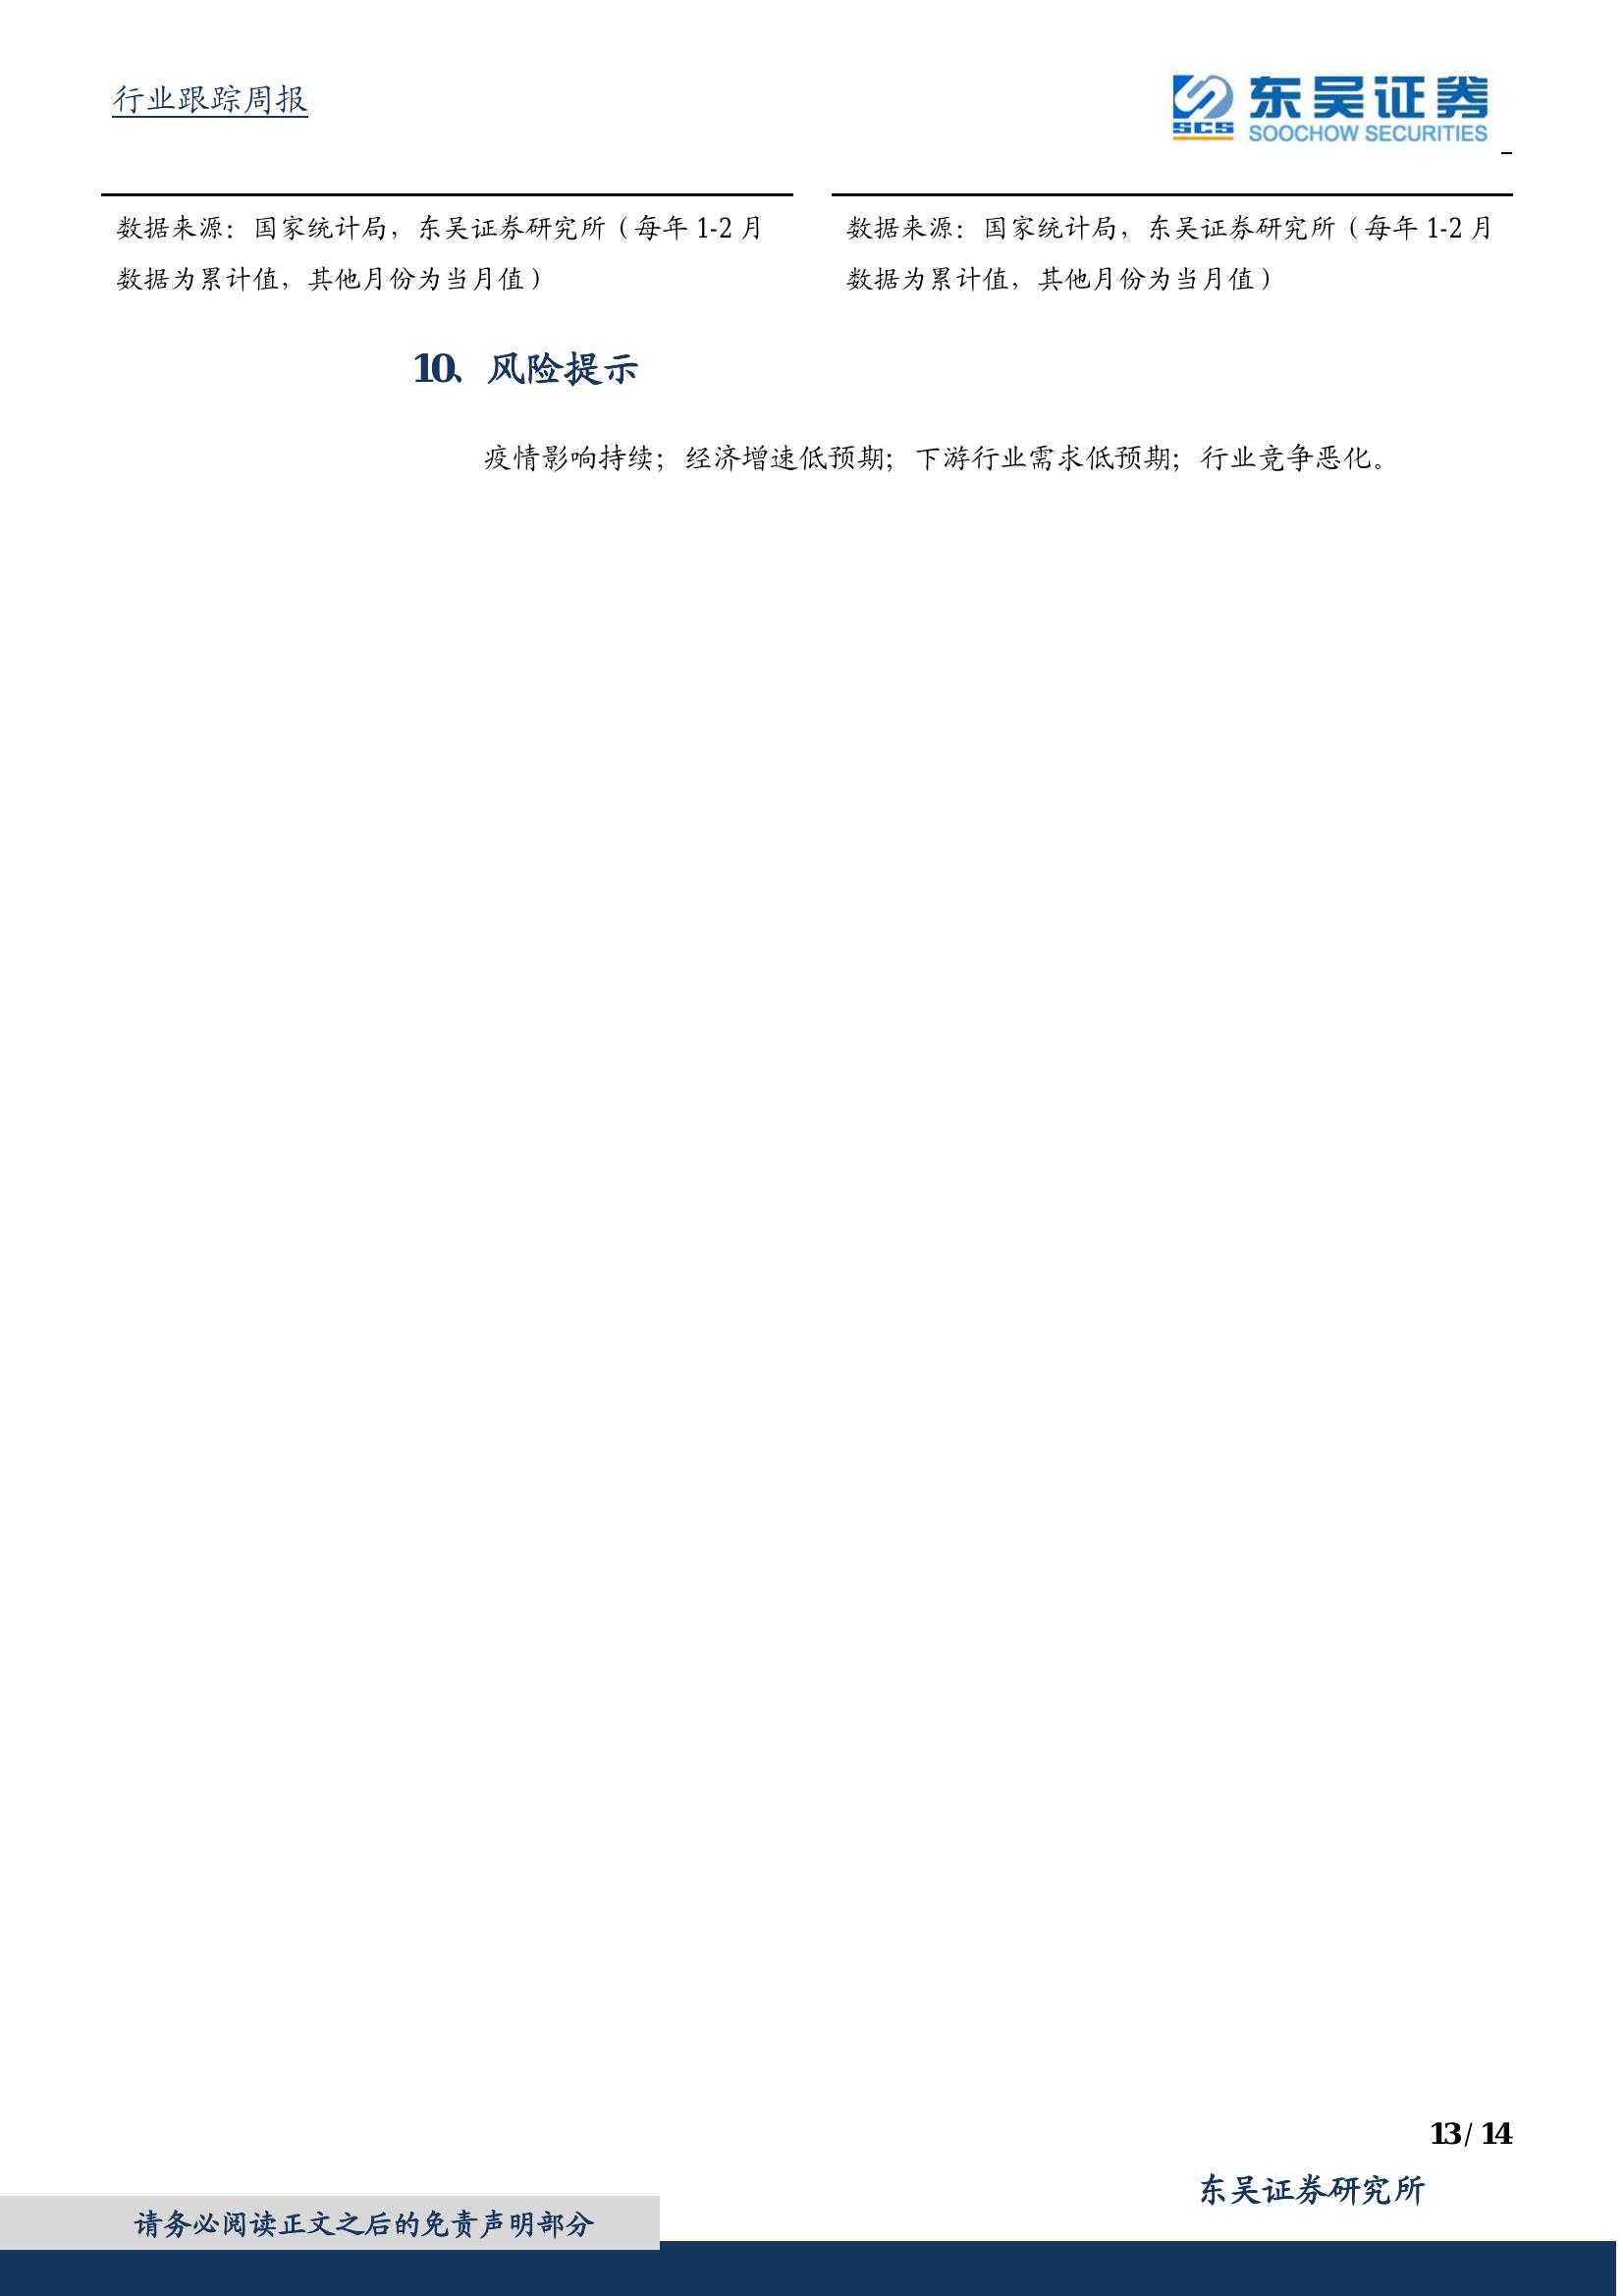 行业跟踪周报
SCS
东吴证券
SOOCHOW SECURITIES
数据来源：国家统计局，东吴证券研究所（每年 1-2 月
数据为累计值，其他月份为当月值）
数据来源：国家统计局，东吴证券研究所（每年 1-2 月
数据为累计值，其他月份为当月值）
10、风险提示
疫情影响持续；经济增速低预期；下游行业需求低预期；行业竞争恶化。
13 / 14
东吴证券研究所
请务必阅读正文之后的免责声明部分